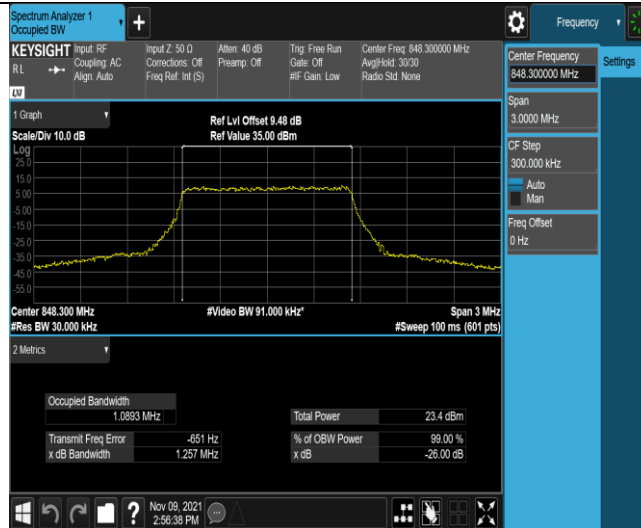 Spectrum Analyzer 1
Occupied BW
Frequency
KEYSIGHT
RL
LXI
Input: RF
Coupling: AC
Align: Auto
Input Z: 50 Ω
Corrections: Off
Freq Ref: Int (S)
Atten: 40 dB
Preamp: Off
Trig: Free Run
Gate: Off
#IF Gain: Low
Center Freq: 848.300000 MHz
Avg|Hold: 30/30
Radio Std: None
Center Frequency
848.300000 MHz
Settings
Span
3.0000 MHz
CF Step
300.000 kHz
Auto
Man
Freq Offset
0 Hz
1 Graph
Scale/Div 10.0 dB
Ref Lvl Offset 9.48 dB
Ref Value 35.00 dBm
Log
25.0
15.0
5.00
-5.00
-15.0
-25.0
-35.0
-45.0
-55.0
Center 848.300 MHz
#Video BW 91.000 kHz*
Span 3 MHz
#Res BW 30.000 kHz
#Sweep 100 ms (601 pts)
2 Metrics
Occupied Bandwidth
1.0893 MHz
Total Power 23.4 dBm
Transmit Freq Error -651 Hz
% of OBW Power 99.00 %
x dB Bandwidth 1.257 MHz
x dB -26.00 dB
Nov 09, 2021
2:56:38 PM